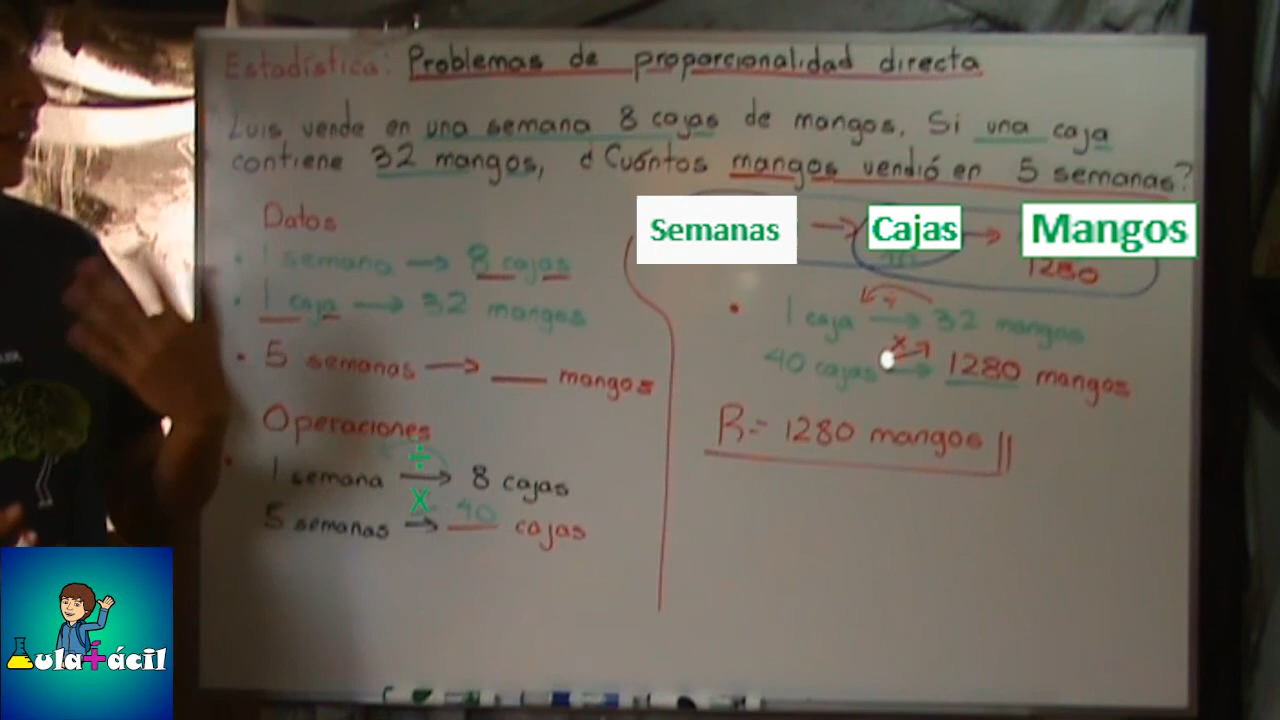 Estadística: Problemas de proporcionalidad directa
Luis vende en una semana 8 cajas de mangos. Si una caja
contiene 32 mangos, ¿Cuántos mangos vendió en 5 semanas?
Datos
• 1 semana → 8 cajas
• 1 caja → 32 mangos
• 5 semanas → ___ mangos
Operaciones
• 1 semana ÷ → 8 cajas
5 semanas x → 40 cajas
Semanas → Cajas → Mangos
1280
• 1 caja ÷ → 32 mangos
40 cajas x → 1280 mangos
R= 1280 mangos
Aula+ácil